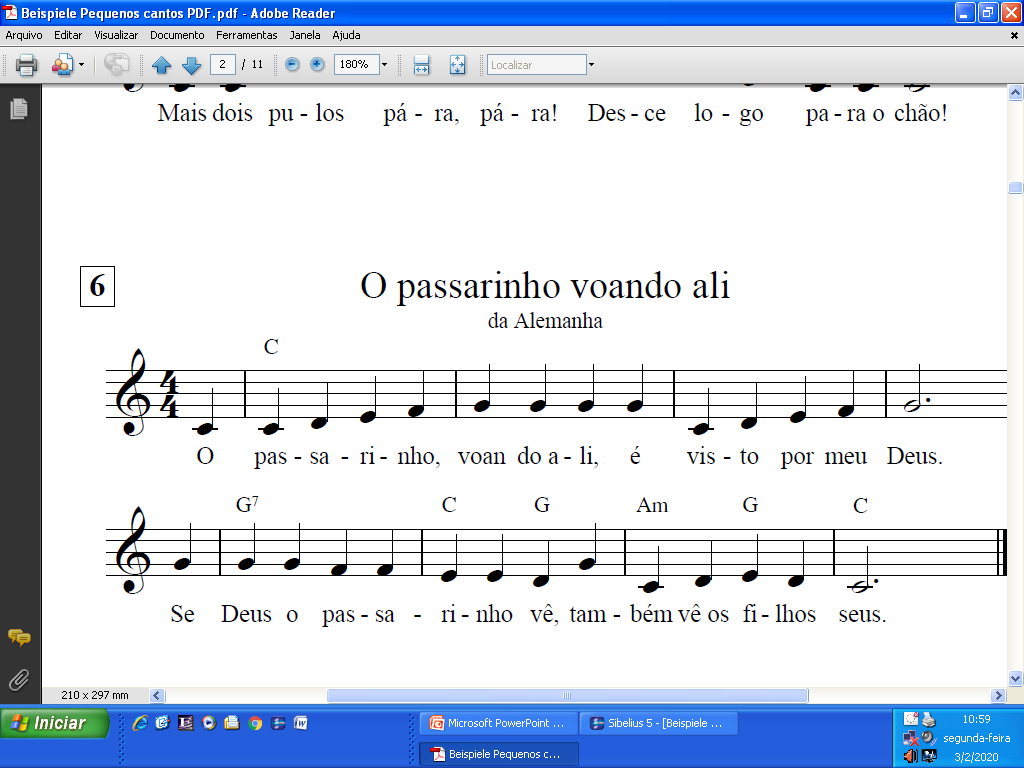 Beispiele Pequenos cantos PDF.pdf - Adobe Reader
Arquivo Editar Visualizar Documento Ferramentas Janela Ajuda
2 / 11 180% Localizar
Mais dois pu - los pá - ra, pá - ra! Des - ce lo - go pa - ra o chão!
6
O passarinho voando ali
da Alemanha
C
4
4
O pas - sa - ri - nho, voan do a - li, é vis - to por meu Deus.
G7 C G Am G C
Se Deus o pas - sa - ri - nho vê, tam - bém vê os fi - lhos seus.
210 x 297 mm
Iniciar
Microsoft PowerPoint ...
Sibelius 5 - [Beispiele ...
Beispiele Pequenos c...
10:59
segunda-feira
3/2/2020